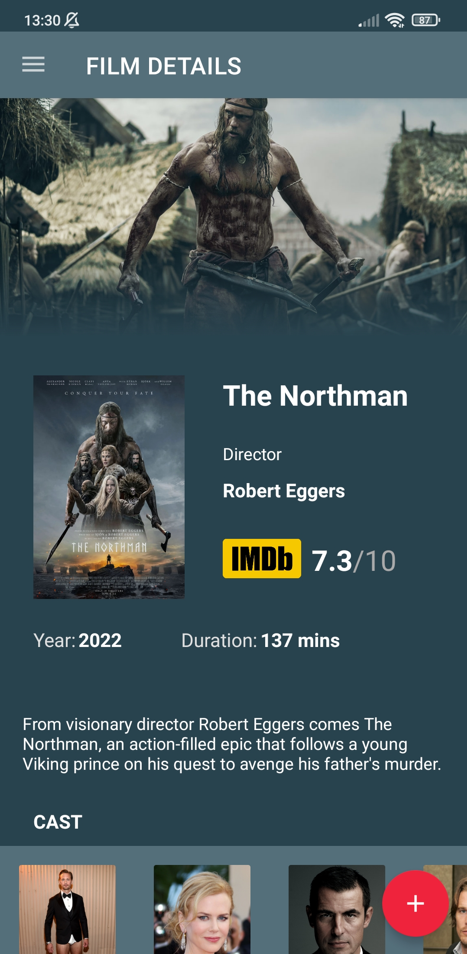 13:30
87
FILM DETAILS
The Northman
CONQUER YOUR FATE
Director
Robert Eggers
THE NORTHMAN
IMDb 7.3/10
Year: 2022 Duration: 137 mins
From visionary director Robert Eggers comes The
Northman, an action-filled epic that follows a young
Viking prince on his quest to avenge his father's murder.
CAST
+